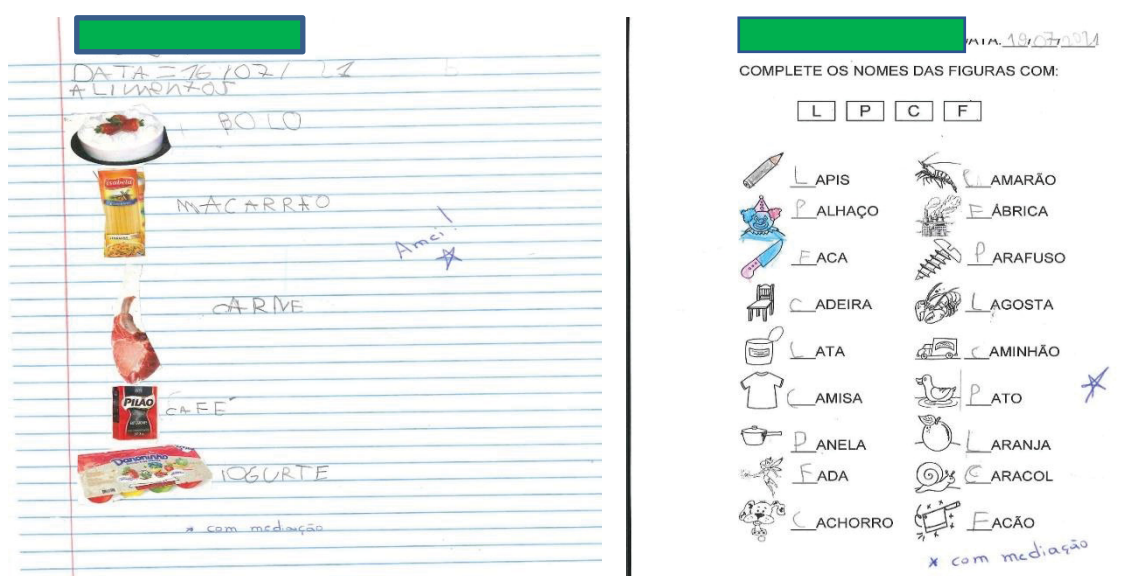 DATA = 16/07/ 21
ALIMENTOS
BOLO
MACARRÃO
Amei!
CARNE
PILÃO
CAFÉ
Danoninho
IOGURTE
* com mediação
DATA: 19/07/2021
COMPLETE OS NOMES DAS FIGURAS COM:
L P C F
LAPIS CAMARÃO
PALHAÇO FÁBRICA
FACA PARAFUSO
CADEIRA LAGOSTA
LATA CAMINHÃO
CAMISA PATO
PANELA LARANJA
FADA CARACOL
CACHORRO FACÃO
* com mediação